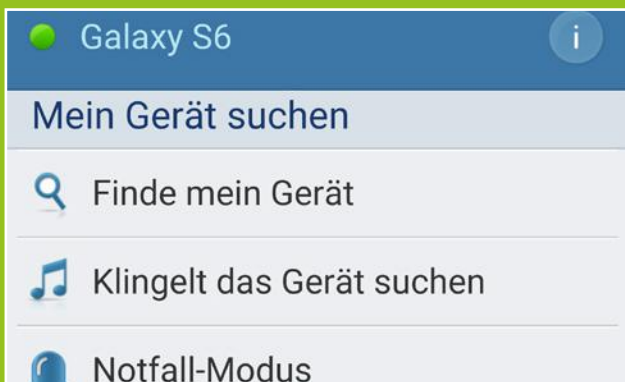 Galaxy S6
i
Mein Gerät suchen
Finde mein Gerät
Klingelt das Gerät suchen
Notfall-Modus